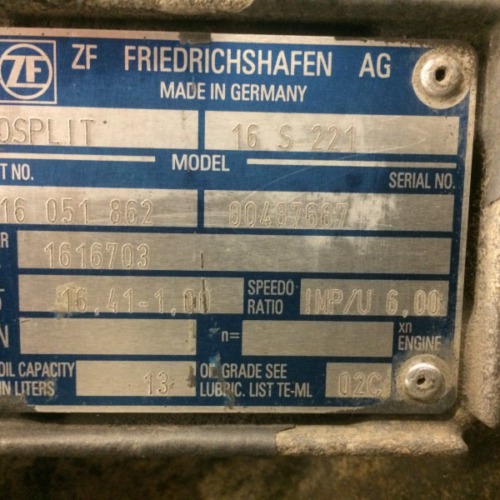 ZF ZF FRIEDRICHSHAFEN AG
MADE IN GERMANY
OSPLIT 16 S 221
MODEL
T NO. SERIAL NO.
16 051 862 00487667
R 1616703
16,41-1,00 SPEEDO RATIO IMP/U 6,00
N n= xn ENGINE
OIL CAPACITY 13 OIL GRADE SEE 02C
IN LITERS LUBRIC. LIST TE-ML